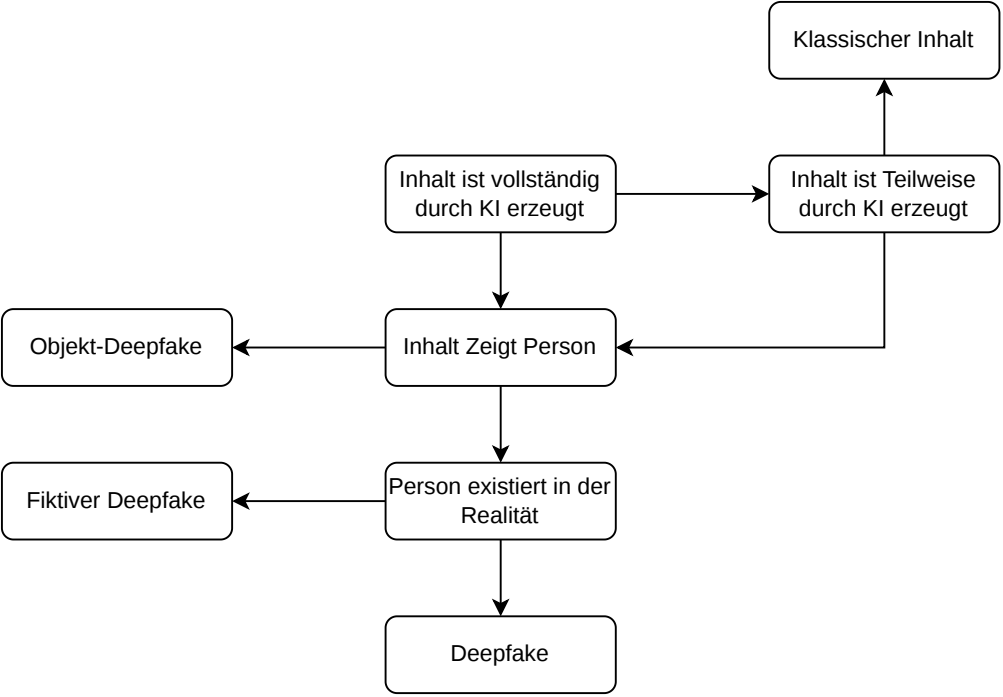 Klassischer Inhalt
Inhalt ist vollständig
durch KI erzeugt
Inhalt ist Teilweise
durch KI erzeugt
Objekt-Deepfake
Inhalt Zeigt Person
Fiktiver Deepfake
Person existiert in der
Realität
Deepfake